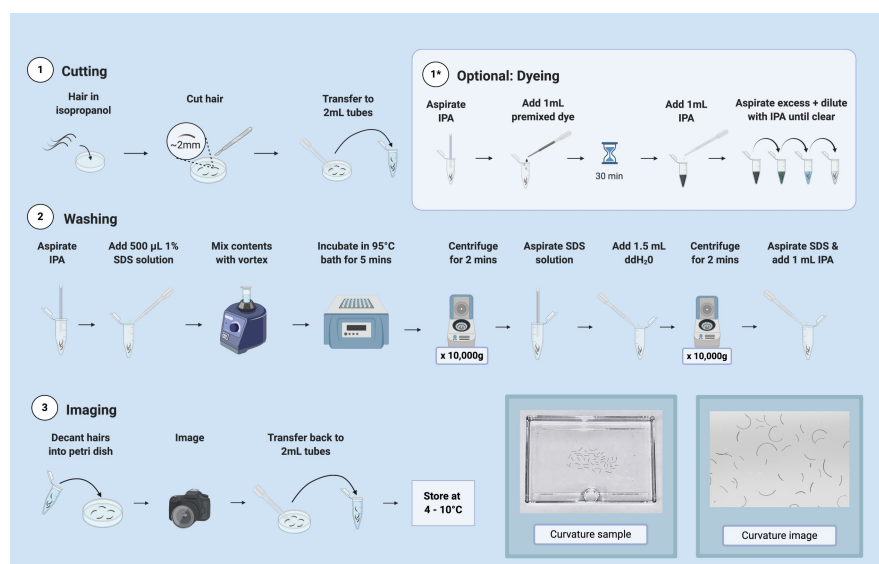 1 Cutting
Hair in
isopropanol
Cut hair
~2mm
Transfer to
2mL tubes
1* Optional: Dyeing
Aspirate
IPA
Add 1mL
premixed dye
30 min
Add 1mL
IPA
Aspirate excess + dilute
with IPA until clear
2 Washing
Aspirate
IPA
Add 500 µL 1%
SDS solution
Mix contents
with vortex
Incubate in 95°C
bath for 5 mins
Centrifuge
for 2 mins
x 10,000g
Aspirate SDS
solution
Add 1.5 mL
ddH₂0
Centrifuge
for 2 mins
x 10,000g
Aspirate SDS &
add 1 mL IPA
3 Imaging
Decant hairs
into petri dish
Image
Transfer back to
2mL tubes
Store at
4 - 10°C
Curvature sample
Curvature image